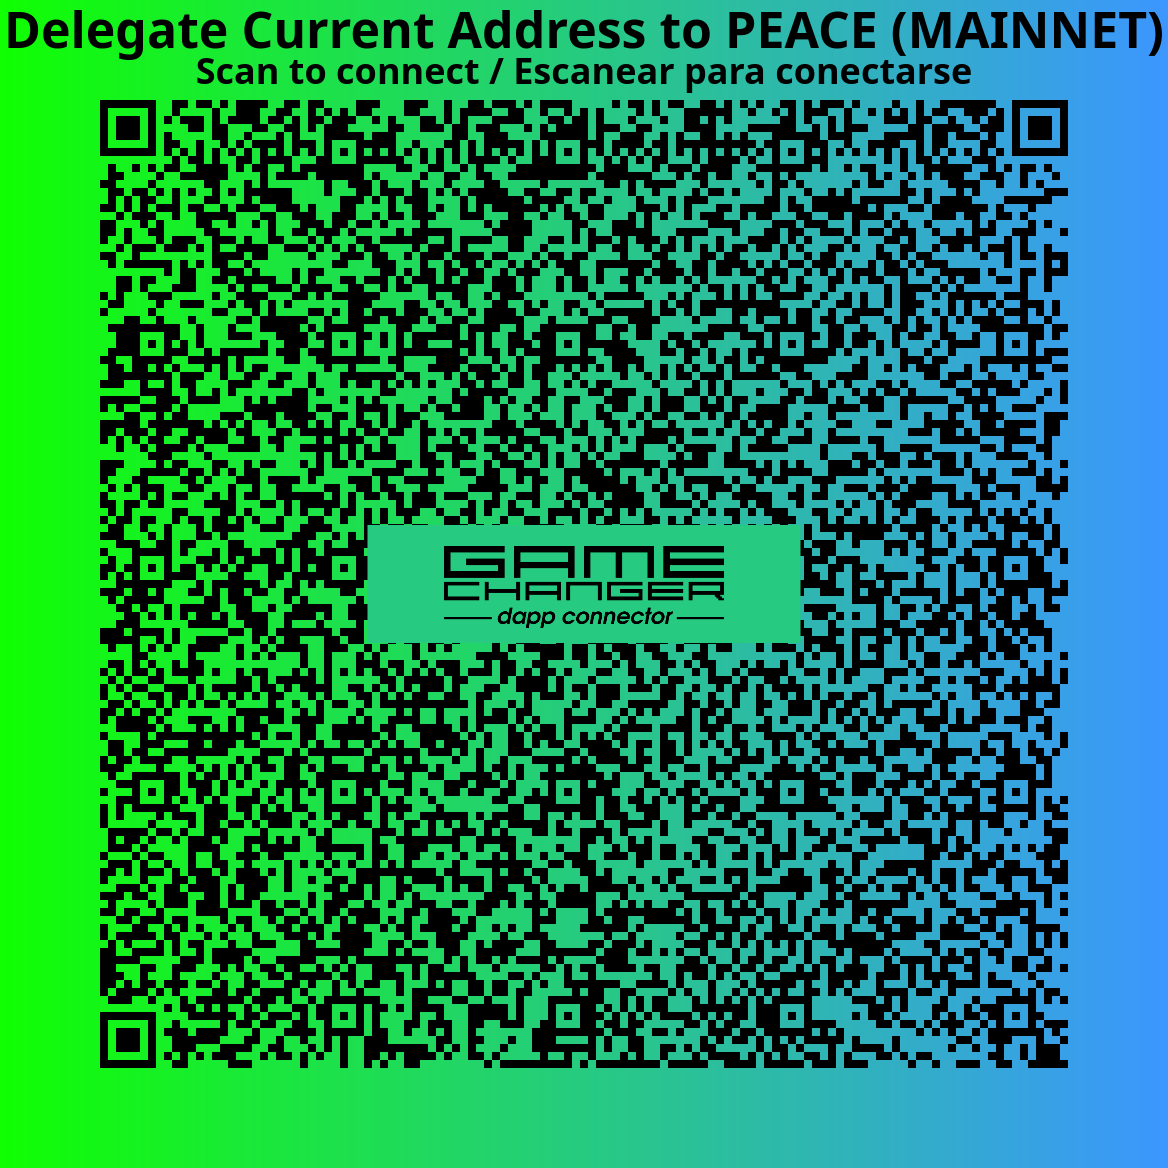 Delegate Current Address to PEACE (MAINNET)
Scan to connect / Escanear para conectarse
GAME
CHANGER
dapp connector